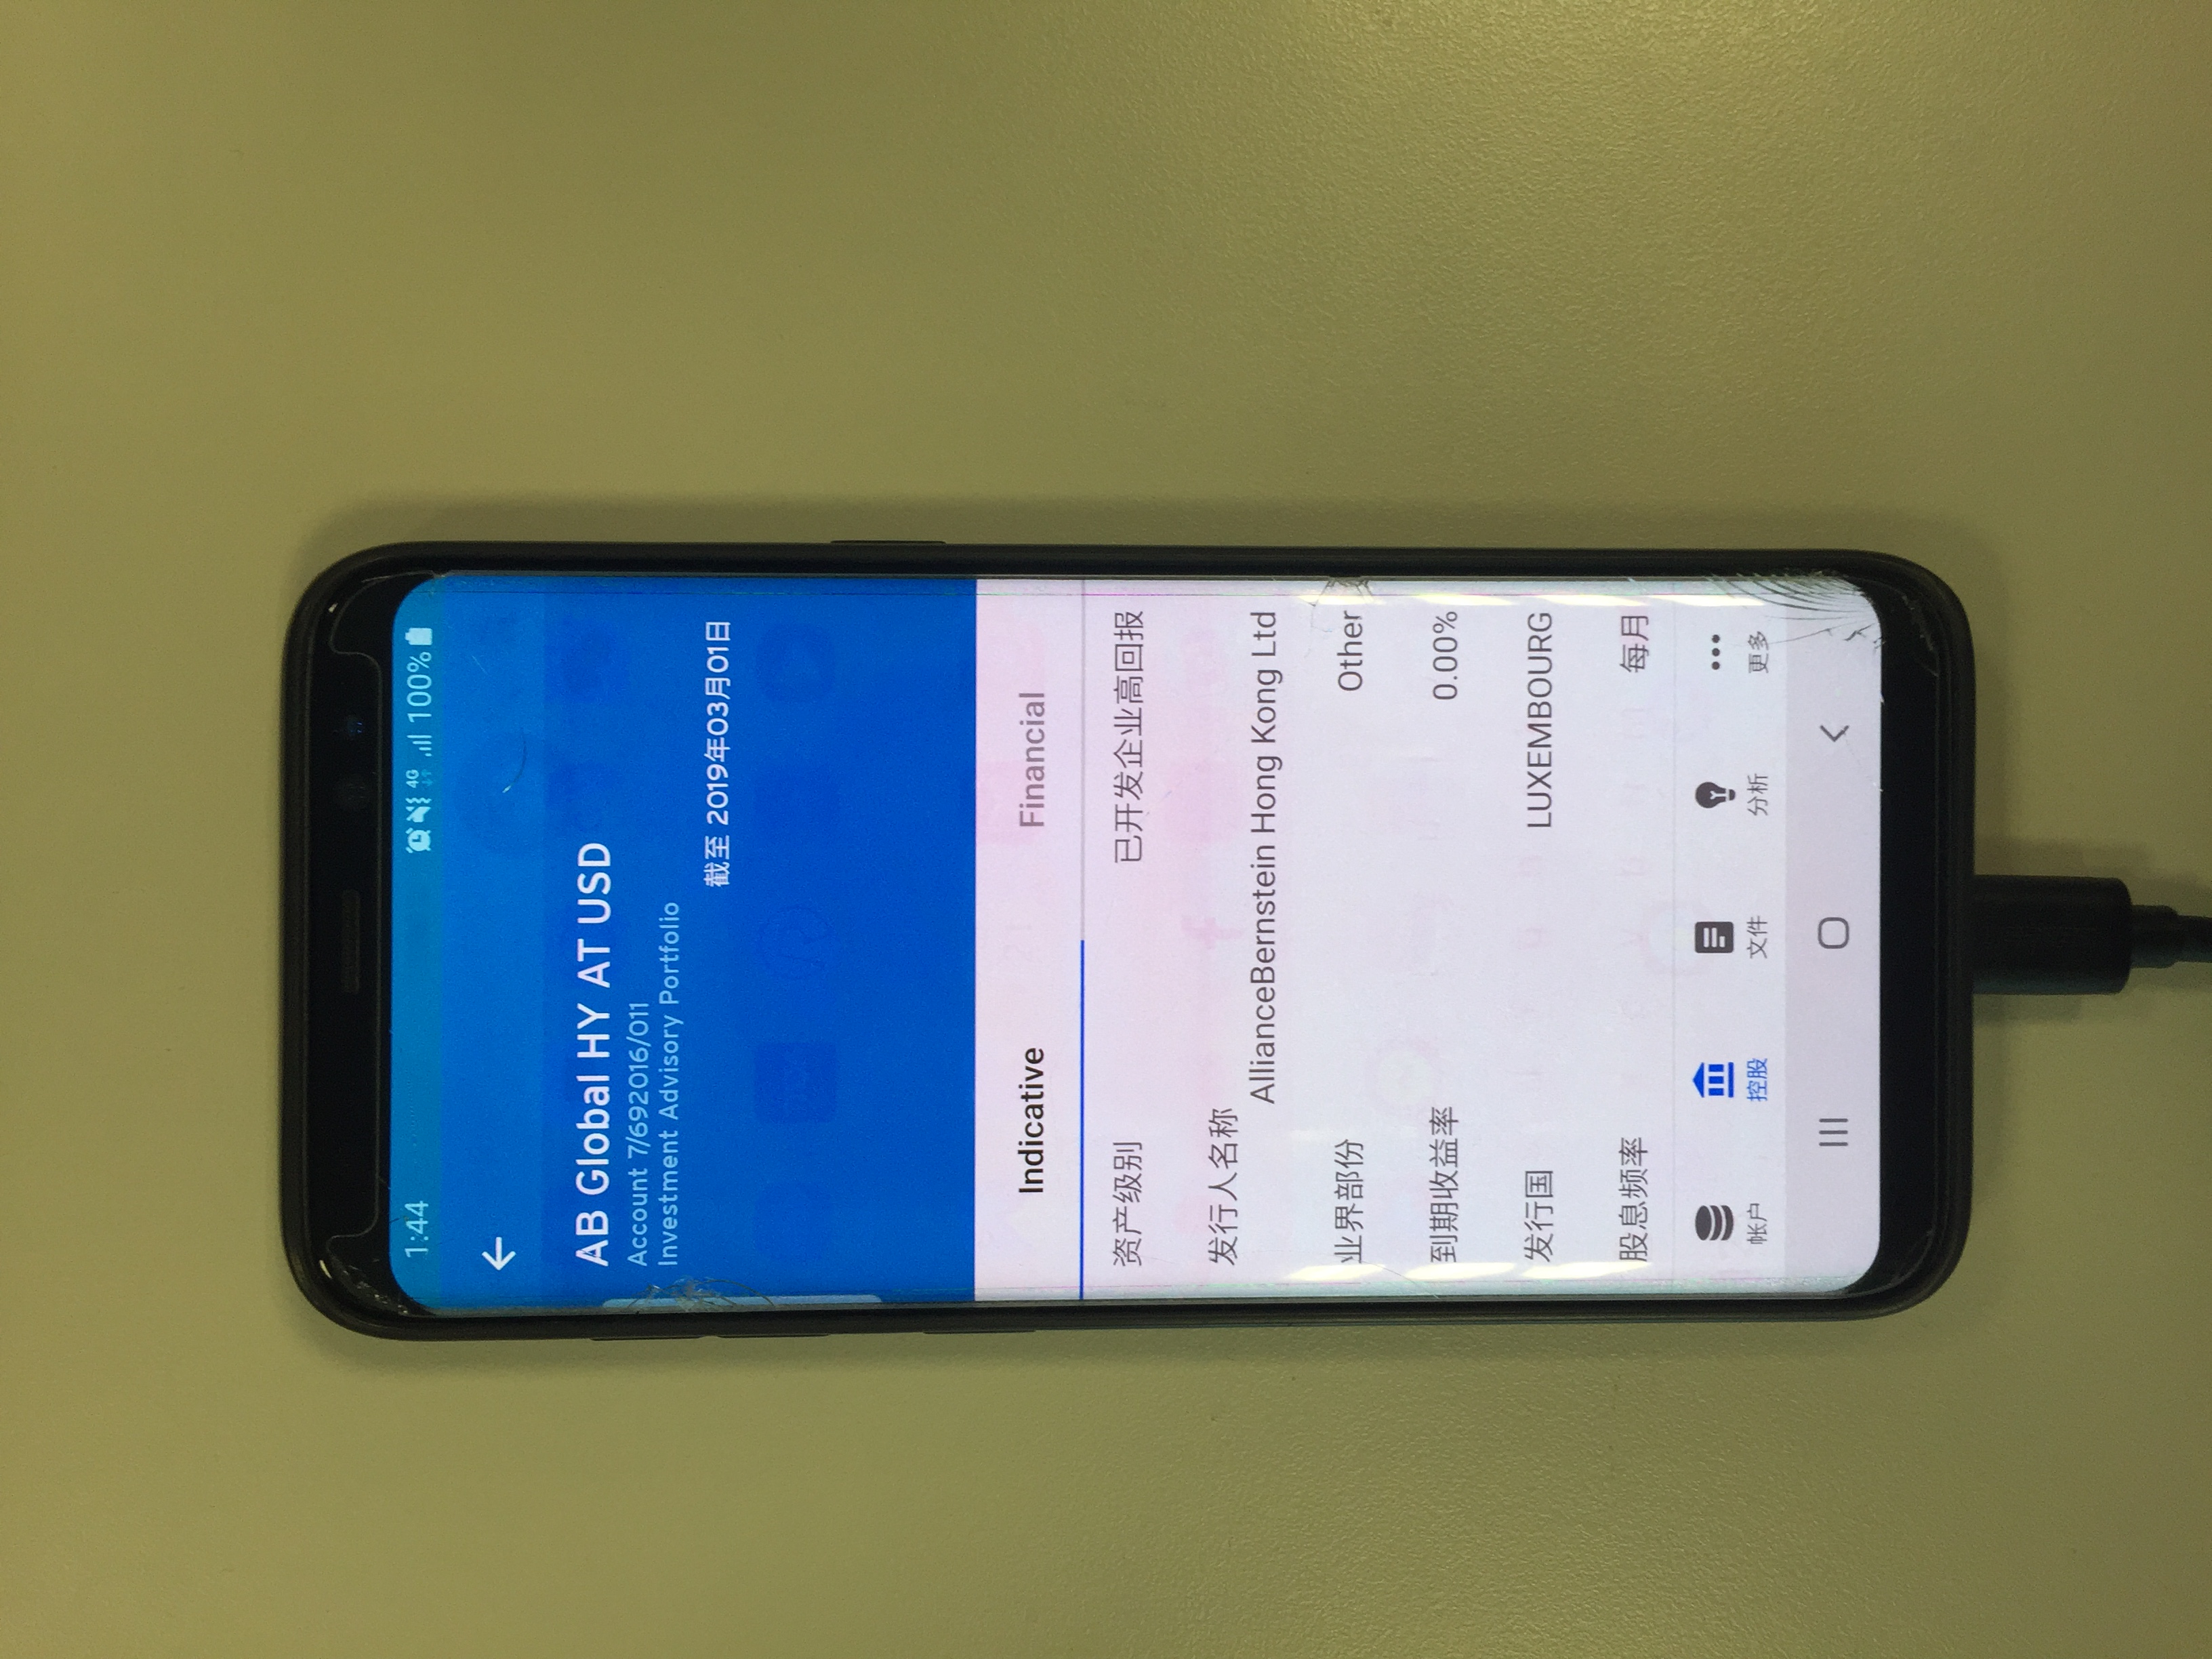 1:44 4G 100%
AB Global HY AT USD
Account 7/692016/011
Investment Advisory Portfolio
截至 2019年03月01日
Indicative Financial
资产级别 已开发企业高回报
发行人名称
AllianceBernstein Hong Kong Ltd
业界部份 Other
到期收益率 0.00%
发行国 LUXEMBOURG
股息频率 每月
帐户 控股 文件 分析 更多